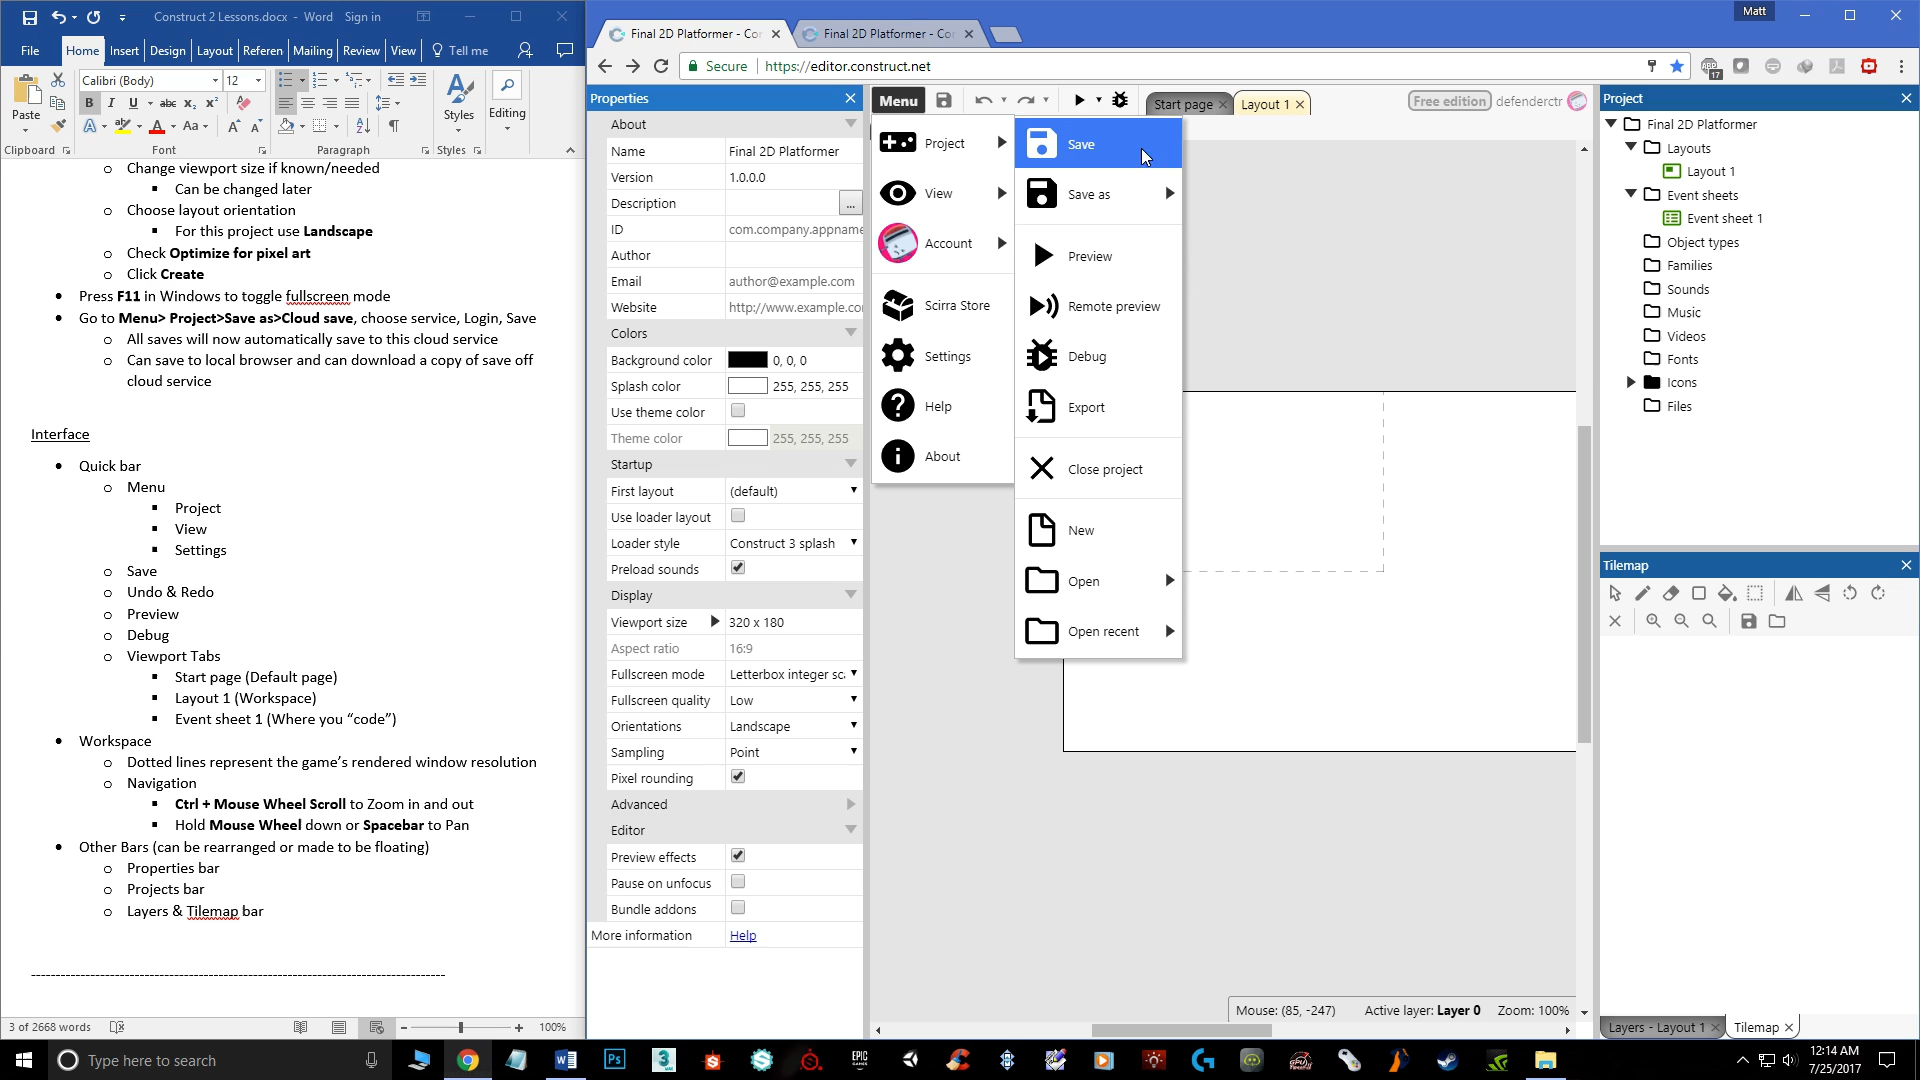 Construct 2 Lessons.docx - Word Sign in
File Home Insert Design Layout Referen Mailing Review View Tell me
Paste
Calibri (Body) 12
B I U abc x₂ x²
A ab A Aa A A
Styles
Editing
Clipboard Font Paragraph Styles
o Change viewport size if known/needed
▪ Can be changed later
o Choose layout orientation
▪ For this project use Landscape
o Check Optimize for pixel art
o Click Create
• Press F11 in Windows to toggle fullscreen mode
• Go to Menu> Project>Save as>Cloud save, choose service, Login, Save
o All saves will now automatically save to this cloud service
o Can save to local browser and can download a copy of save off
cloud service
Interface
• Quick bar
o Menu
▪ Project
▪ View
▪ Settings
o Save
o Undo & Redo
o Preview
o Debug
o Viewport Tabs
▪ Start page (Default page)
▪ Layout 1 (Workspace)
▪ Event sheet 1 (Where you “code”)
• Workspace
o Dotted lines represent the game’s rendered window resolution
o Navigation
▪ Ctrl + Mouse Wheel Scroll to Zoom in and out
▪ Hold Mouse Wheel down or Spacebar to Pan
• Other Bars (can be rearranged or made to be floating)
o Properties bar
o Projects bar
o Layers & Tilemap bar
3 of 2668 words 100%
Matt
Final 2D Platformer - Co Final 2D Platformer - Co
Secure https://editor.construct.net
17
Properties
About
Name Final 2D Platformer
Version 1.0.0.0
Description ...
ID com.company.appname
Author
Email author@example.com
Website http://www.example.co
Colors
Background color 0, 0, 0
Splash color 255, 255, 255
Use theme color
Theme color 255, 255, 255
Startup
First layout (default)
Use loader layout
Loader style Construct 3 splash
Preload sounds
Display
Viewport size 320 x 180
Aspect ratio 16:9
Fullscreen mode Letterbox integer sc
Fullscreen quality Low
Orientations Landscape
Sampling Point
Pixel rounding
Advanced
Editor
Preview effects
Pause on unfocus
Bundle addons
More information Help
Menu Start page Layout 1 Free edition defenderctr
Project
View
Account
Scirra Store
Settings
Help
About
Save
Save as
Preview
Remote preview
Debug
Export
Close project
New
Open
Open recent
Mouse: (85, -247) Active layer: Layer 0 Zoom: 100%
Project
Final 2D Platformer
Layouts
Layout 1
Event sheets
Event sheet 1
Object types
Families
Sounds
Music
Videos
Fonts
Icons
Files
Tilemap
Layers - Layout 1 Tilemap
Type here to search
Ps
3
EPIC
12:14 AM
7/25/2017